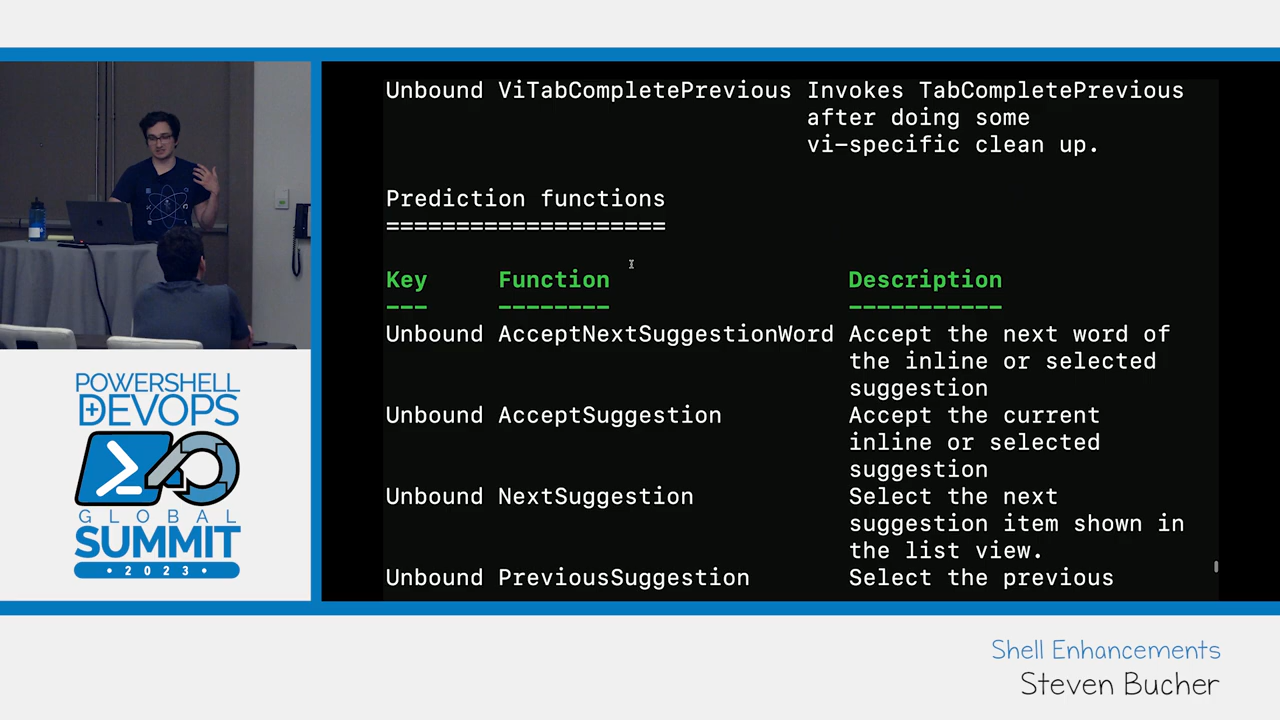 Unbound ViTabCompletePrevious Invokes TabCompletePrevious
after doing some
vi-specific clean up.
Prediction functions
====================
Key Function Description
--- -------- -----------
Unbound AcceptNextSuggestionWord Accept the next word of
the inline or selected
suggestion
Unbound AcceptSuggestion Accept the current
inline or selected
suggestion
Unbound NextSuggestion Select the next
suggestion item shown in
the list view.
Unbound PreviousSuggestion Select the previous
POWERSHELL
+DEVOPS
GLOBAL
SUMMIT
• 2023 •
Shell Enhancements
Steven Bucher